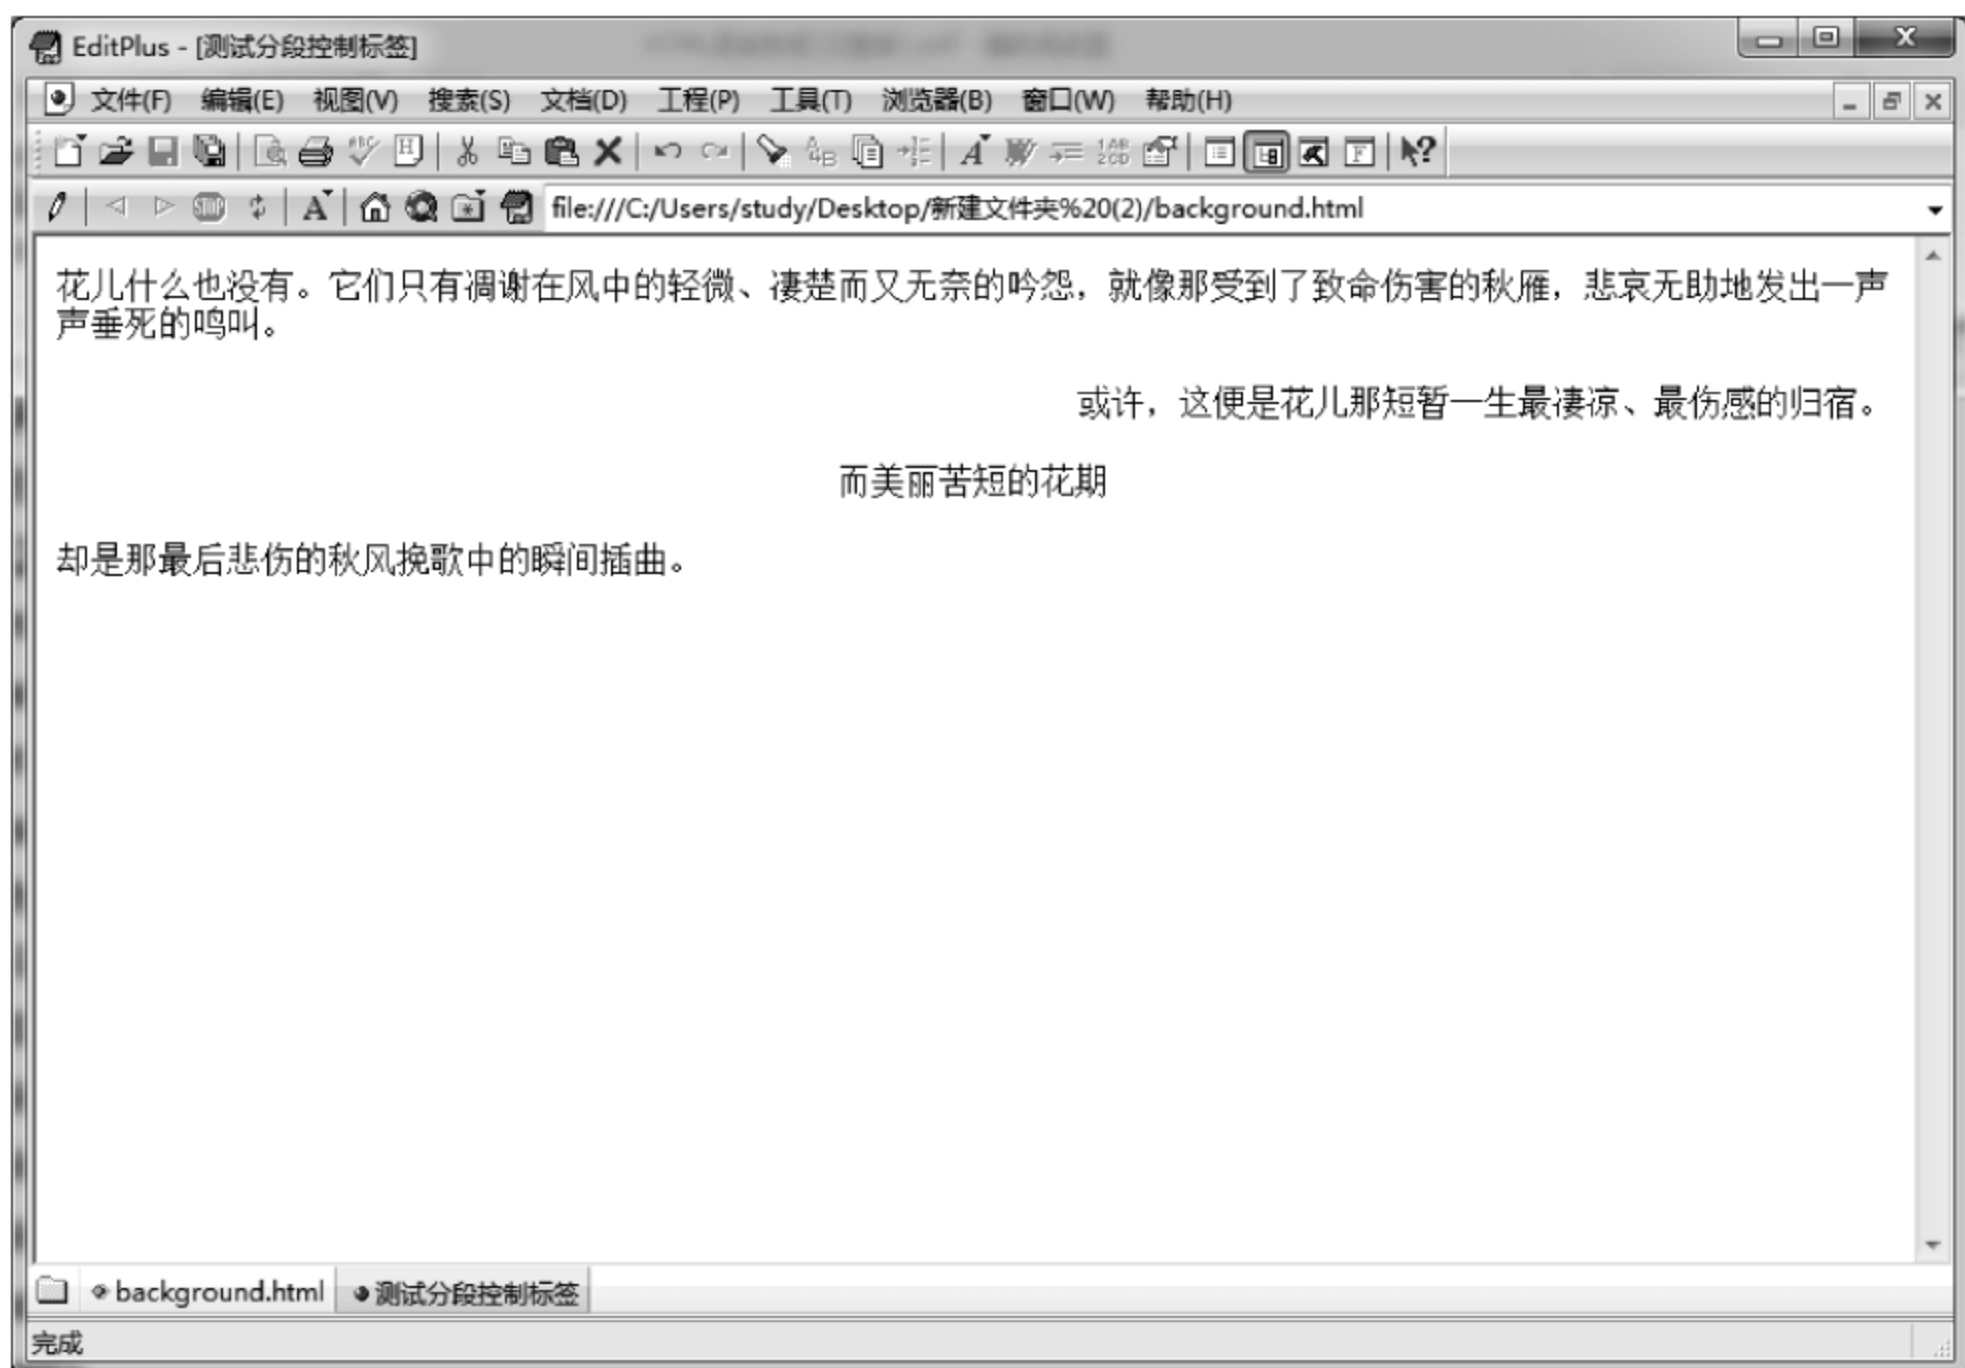 EditPlus - [测试分段控制标签]
文件(F) 编辑(E) 视图(V) 搜索(S) 文档(D) 工程(P) 工具(T) 浏览器(B) 窗口(W) 帮助(H)
file:///C:/Users/study/Desktop/新建文件夹%20(2)/background.html
花儿什么也没有。它们只有凋谢在风中的轻微、凄楚而又无奈的吟怨，就像那受到了致命伤害的秋雁，悲哀无助地发出一声
声垂死的鸣叫。
或许，这便是花儿那短暂一生最凄凉、最伤感的归宿。
而美丽苦短的花期
却是那最后悲伤的秋风挽歌中的瞬间插曲。
background.html 测试分段控制标签
完成